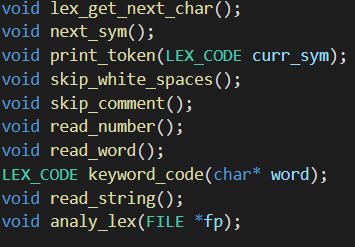 void lex_get_next_char();
void next_sym();
void print_token(LEX_CODE curr_sym);
void skip_white_spaces();
void skip_comment();
void read_number();
void read_word();
LEX_CODE keyword_code(char* word);
void read_string();
void analy_lex(FILE *fp);